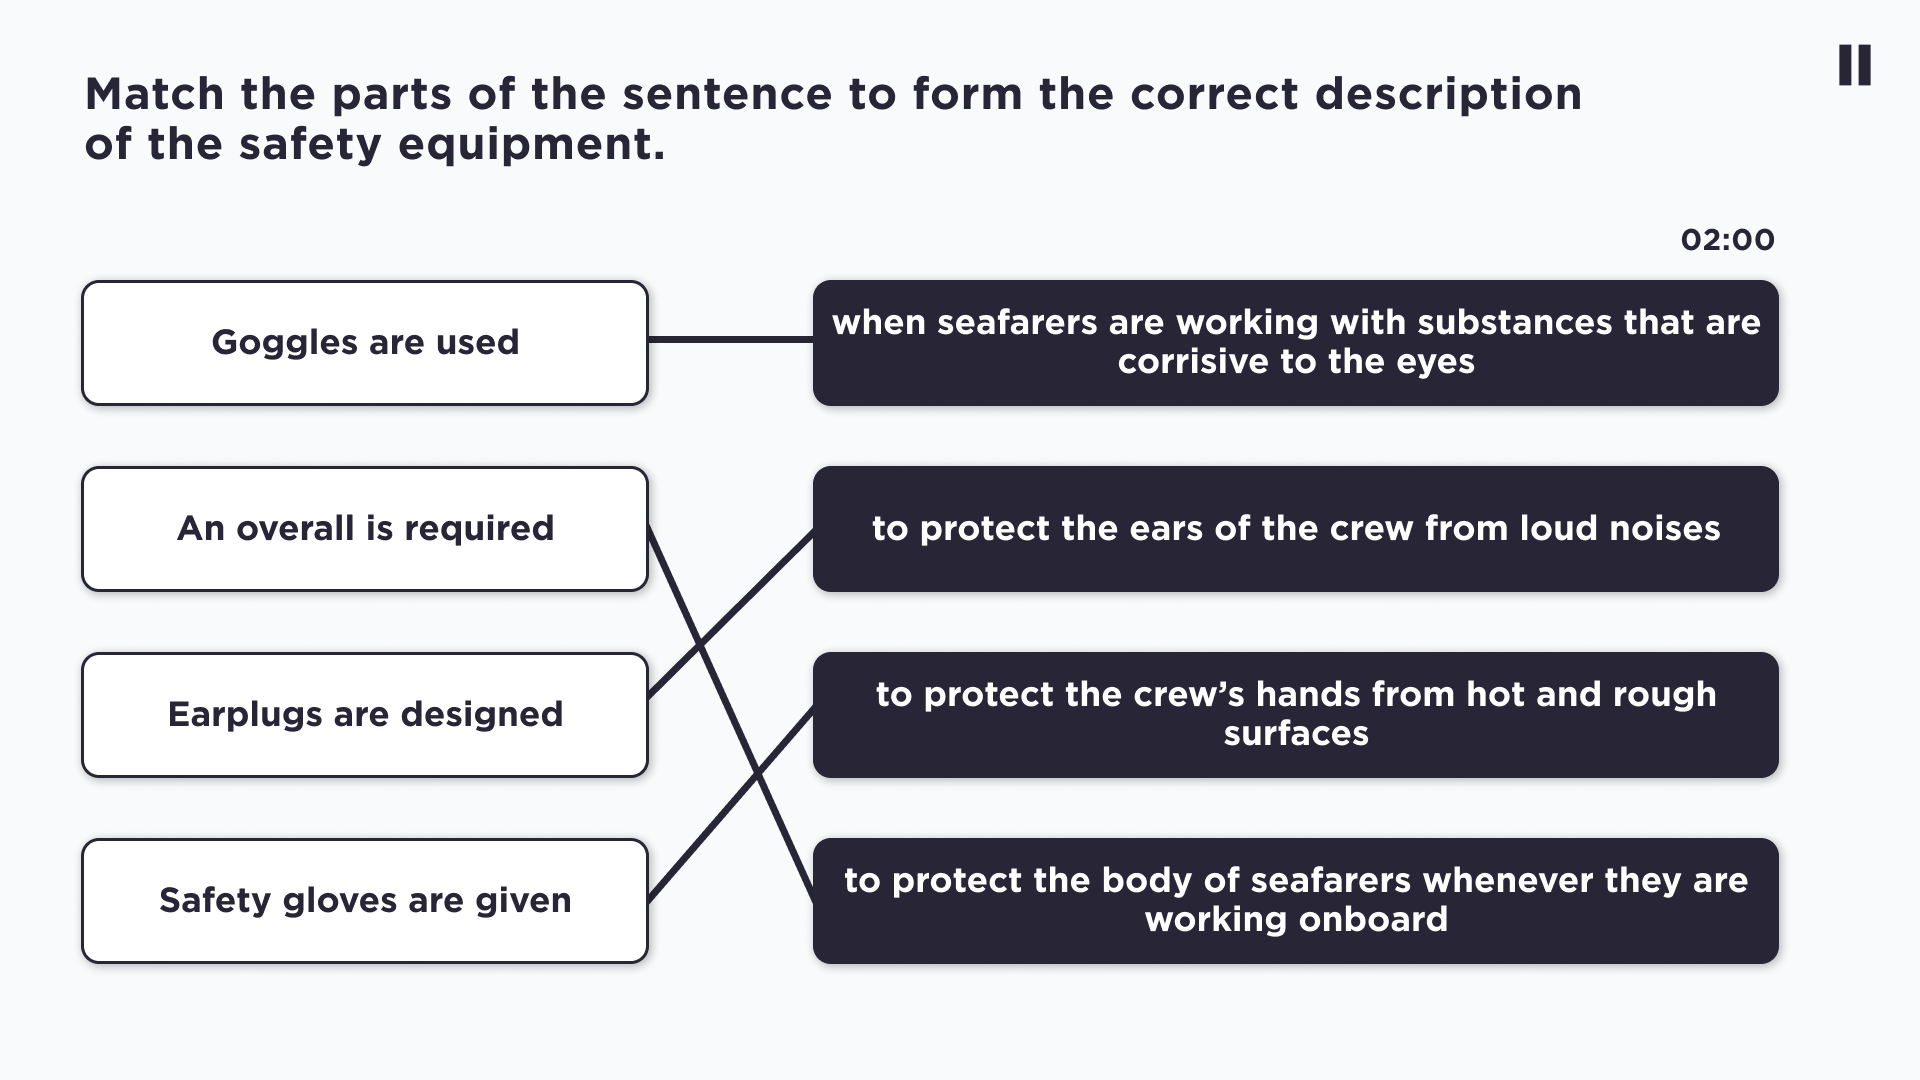 Match the parts of the sentence to form the correct description
of the safety equipment.
02:00
Goggles are used
when seafarers are working with substances that are
corrisive to the eyes
An overall is required
to protect the ears of the crew from loud noises
Earplugs are designed
to protect the crew’s hands from hot and rough
surfaces
Safety gloves are given
to protect the body of seafarers whenever they are
working onboard